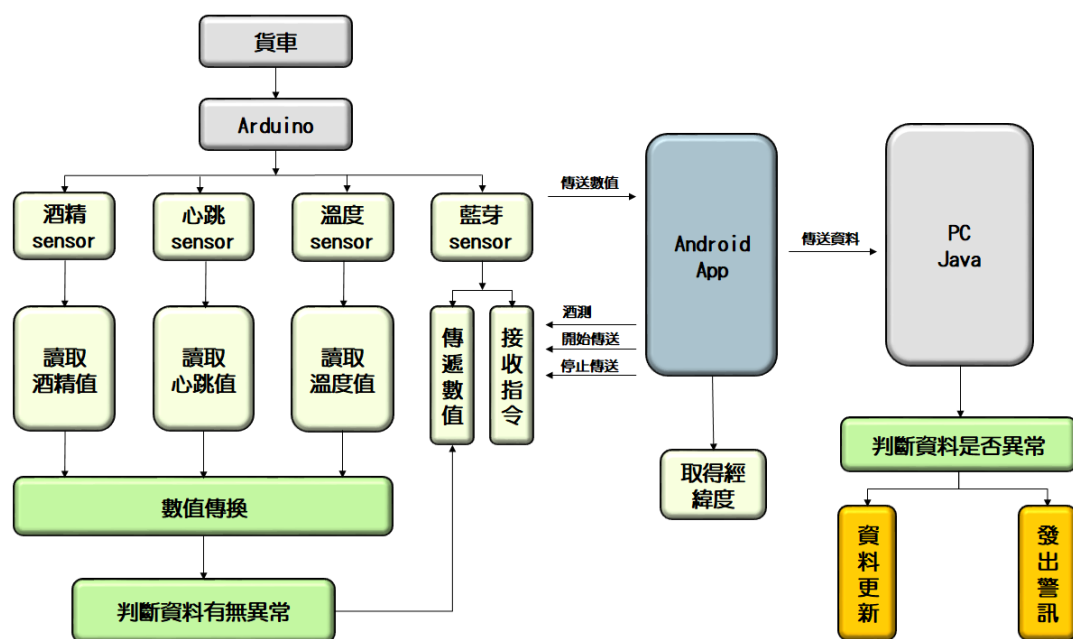 貨車
Arduino
酒精
sensor
心跳
sensor
溫度
sensor
藍芽
sensor
讀取
酒精值
讀取
心跳值
讀取
溫度值
傳遞數值
接收指令
數值傳換
判斷資料有無異常
傳送數值
酒測
開始傳送
停止傳送
Android
App
取得經
緯度
傳送資料
PC
Java
判斷資料是否異常
資料更新
發出警訊